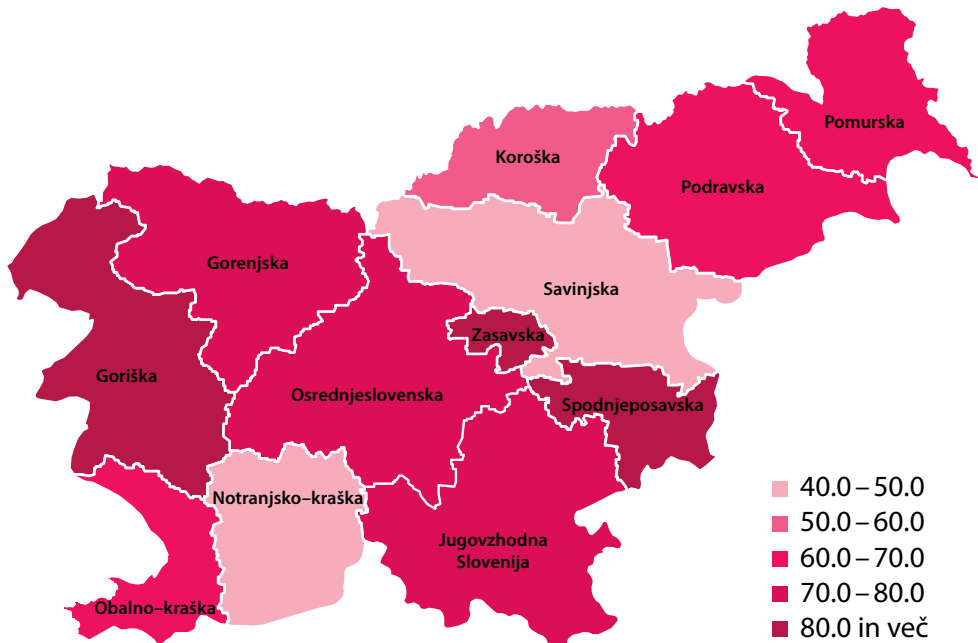 Pomurska
Koroška
Podravska
Gorenjska
Savinjska
Zasavska
Goriška
Osrednjeslovenska
Spodnjeposavska
Notranjsko–kraška
Jugovzhodna
Slovenija
Obalno–kraška
40.0–50.0
50.0–60.0
60.0–70.0
70.0–80.0
80.0 in več